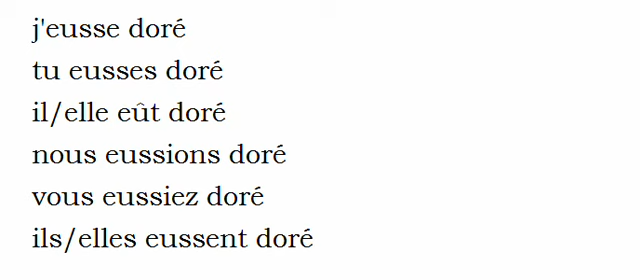 j'eusse doré
tu eusses doré
il/elle eût doré
nous eussions doré
vous eussiez doré
ils/elles eussent doré